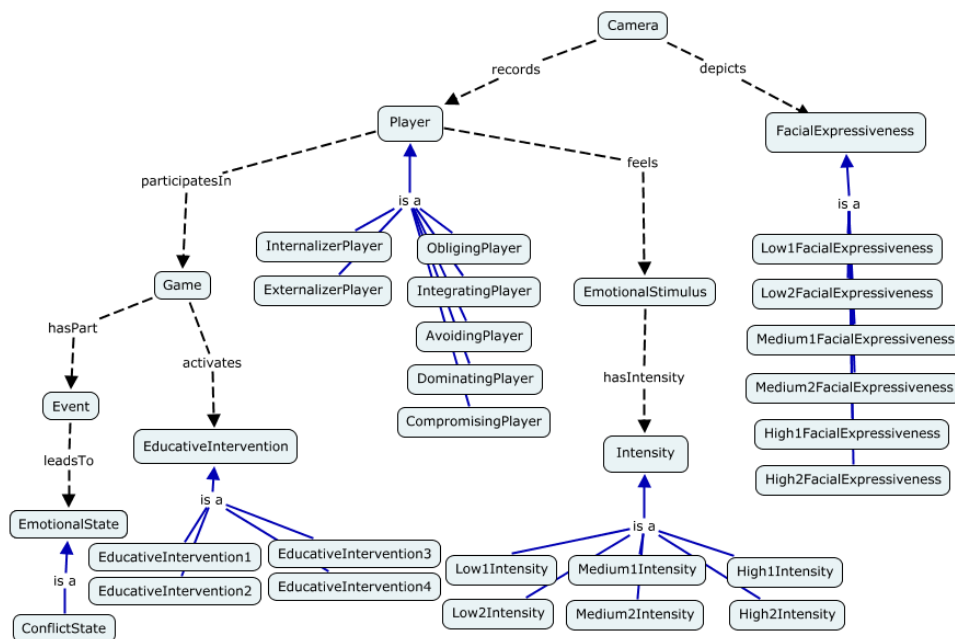 Camera
records
depicts
Player
FacialExpressiveness
feels
participatesIn
is a
is a
InternalizerPlayer
ObligingPlayer
Low1FacialExpressiveness
ExternalizerPlayer
IntegratingPlayer
Game
EmotionalStimulus
Low2FacialExpressiveness
hasPart
AvoidingPlayer
Medium1FacialExpressiveness
activates
hasIntensity
DominatingPlayer
Medium2FacialExpressiveness
Event
CompromisingPlayer
High1FacialExpressiveness
EducativeIntervention
Intensity
leadsTo
High2FacialExpressiveness
is a
EmotionalState
is a
EducativeIntervention1
EducativeIntervention3
Low1Intensity
Medium1Intensity
High1Intensity
is a
EducativeIntervention2
EducativeIntervention4
Low2Intensity
Medium2Intensity
High2Intensity
ConflictState